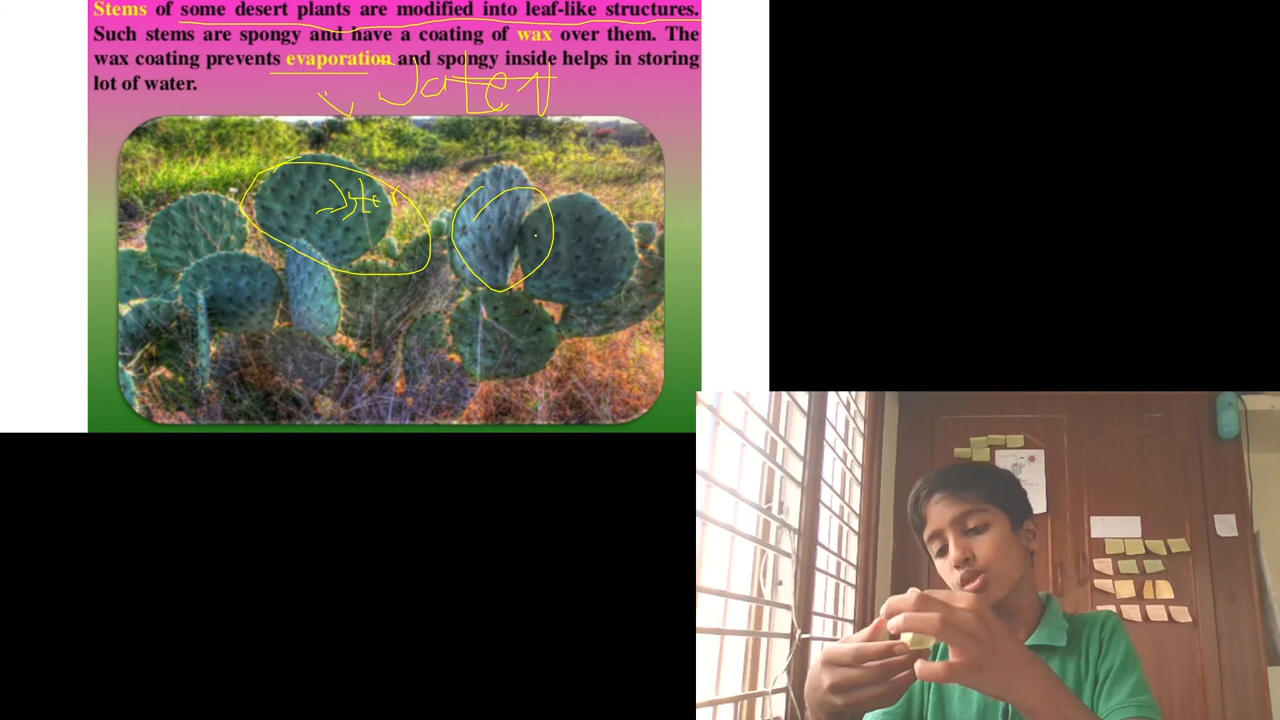 Stems of some desert plants are modified into leaf-like structures.
Such stems are spongy and have a coating of wax over them. The
wax coating prevents evaporation and spongy inside helps in storing
lot of water.